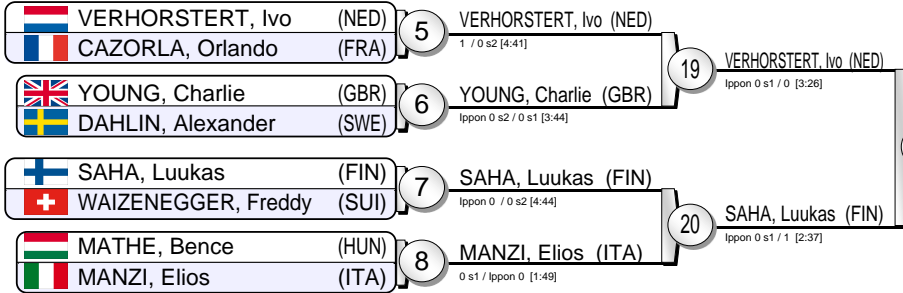 VERHORSTERT, Ivo (NED)
CAZORLA, Orlando (FRA)
5
VERHORSTERT, Ivo (NED)
1 / 0 s2 [4:41]
YOUNG, Charlie (GBR)
DAHLIN, Alexander (SWE)
6
YOUNG, Charlie (GBR)
Ippon 0 s2 / 0 s1 [3:44]
19
VERHORSTERT, Ivo (NED)
Ippon 0 s1 / 0 [3:26]
SAHA, Luukas (FIN)
WAIZENEGGER, Freddy (SUI)
7
SAHA, Luukas (FIN)
Ippon 0 / 0 s2 [4:44]
MATHE, Bence (HUN)
MANZI, Elios (ITA)
8
MANZI, Elios (ITA)
0 s1 / Ippon 0 [1:49]
20
SAHA, Luukas (FIN)
Ippon 0 s1 / 1 [2:37]